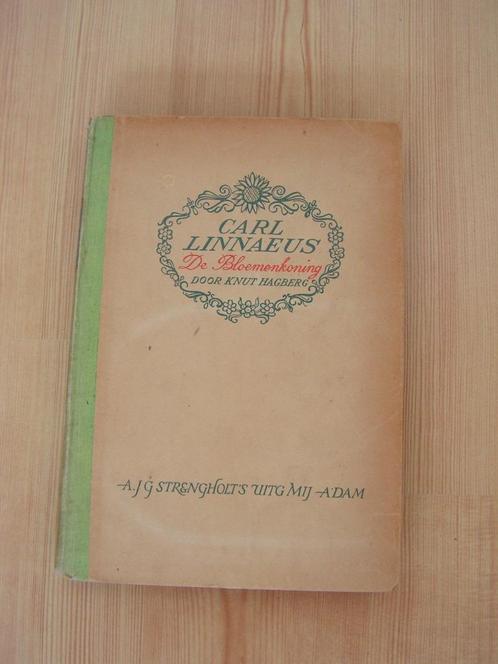 CARL
LINNAEUS
De Bloemenkoning
DOOR KNUT HAGBERG
A.J G STRENGHOLT'S UITG MIJ A'DAM